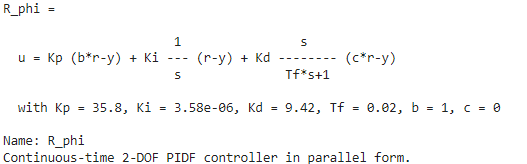 R_phi =
1 s
u = Kp (b*r-y) + Ki --- (r-y) + Kd -------- (c*r-y)
s Tf*s+1
with Kp = 35.8, Ki = 3.58e-06, Kd = 9.42, Tf = 0.02, b = 1, c = 0
Name: R_phi
Continuous-time 2-DOF PIDF controller in parallel form.